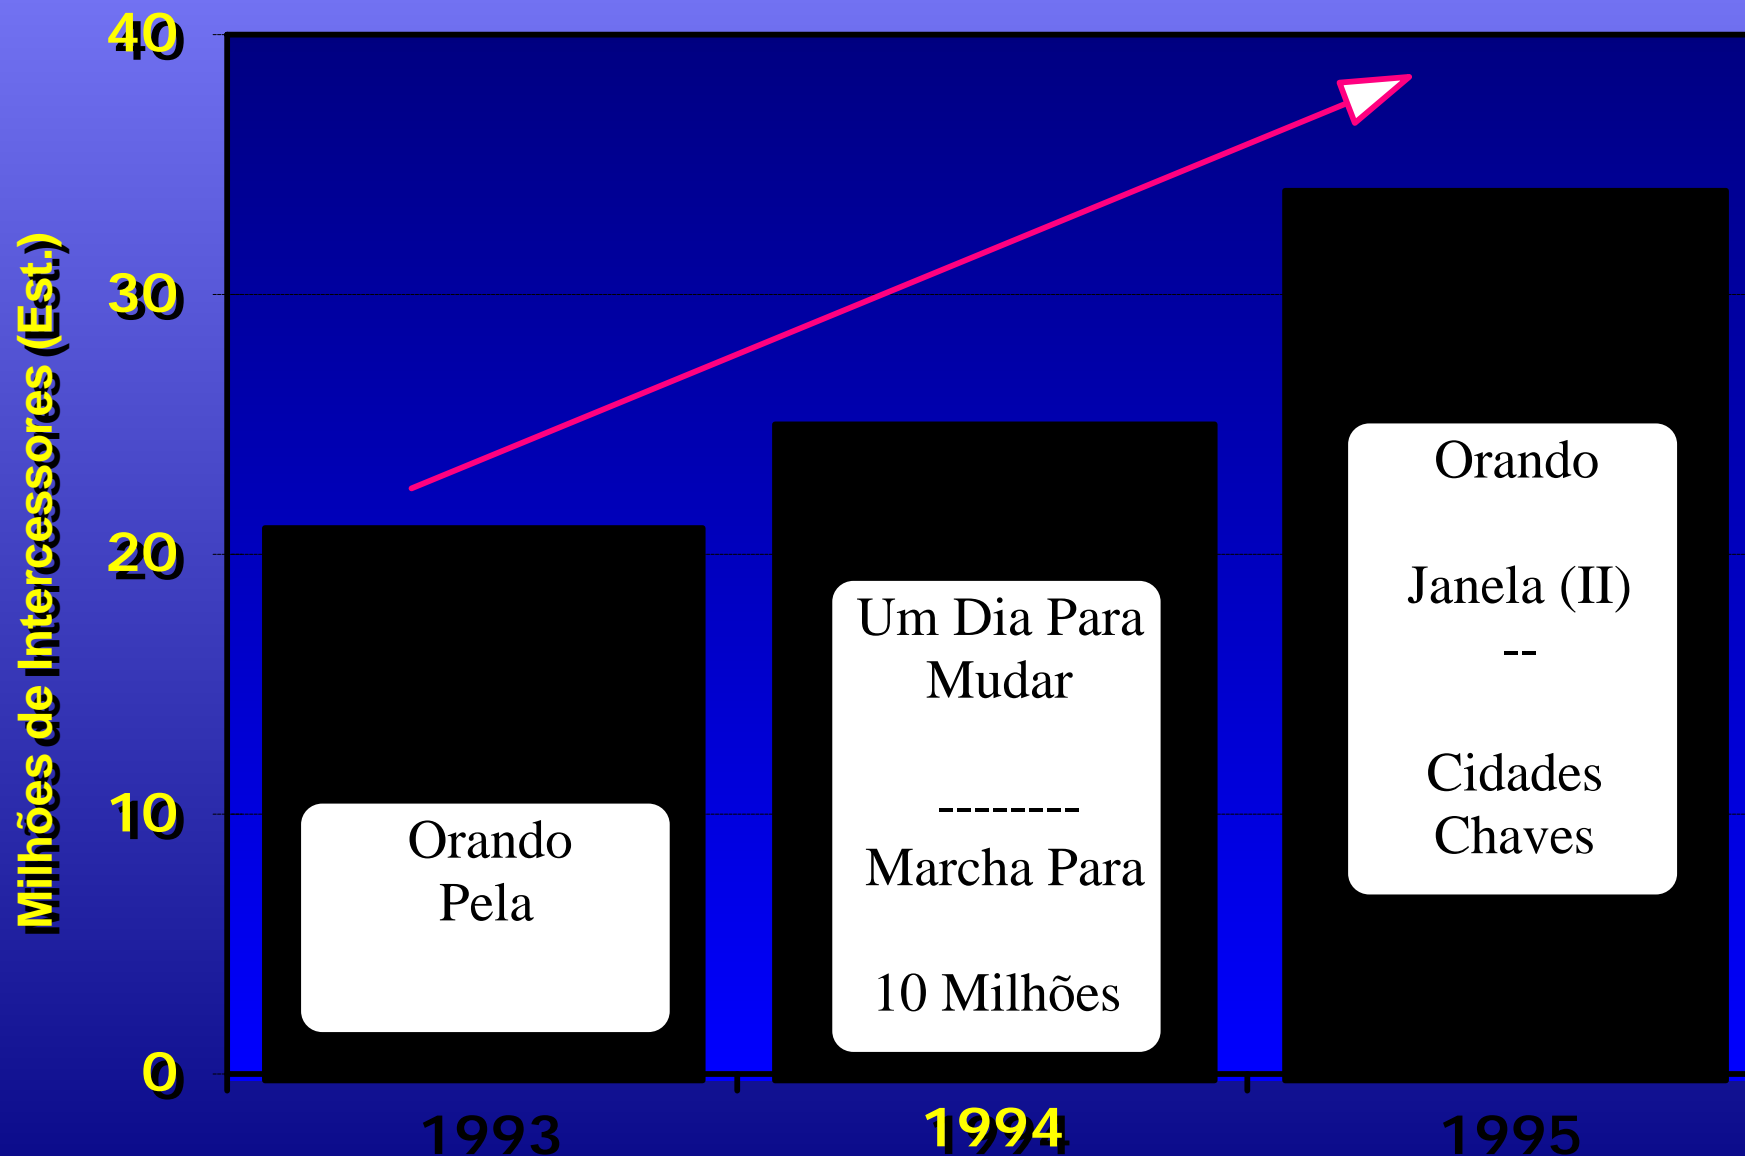 Milhões de Intercessores (Est.)
40
30
20
10
0
Orando
Pela
Um Dia Para
Mudar
--------
Marcha Para
10 Milhões
Orando
Janela (II)
--
Cidades
Chaves
1993
1994
1995